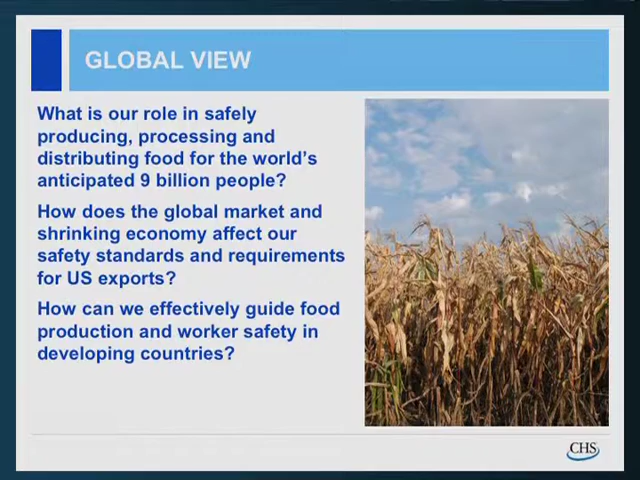 GLOBAL VIEW
What is our role in safely
producing, processing and
distributing food for the world's
anticipated 9 billion people?
How does the global market and
shrinking economy affect our
safety standards and requirements
for US exports?
How can we effectively guide food
production and worker safety in
developing countries?
CHS